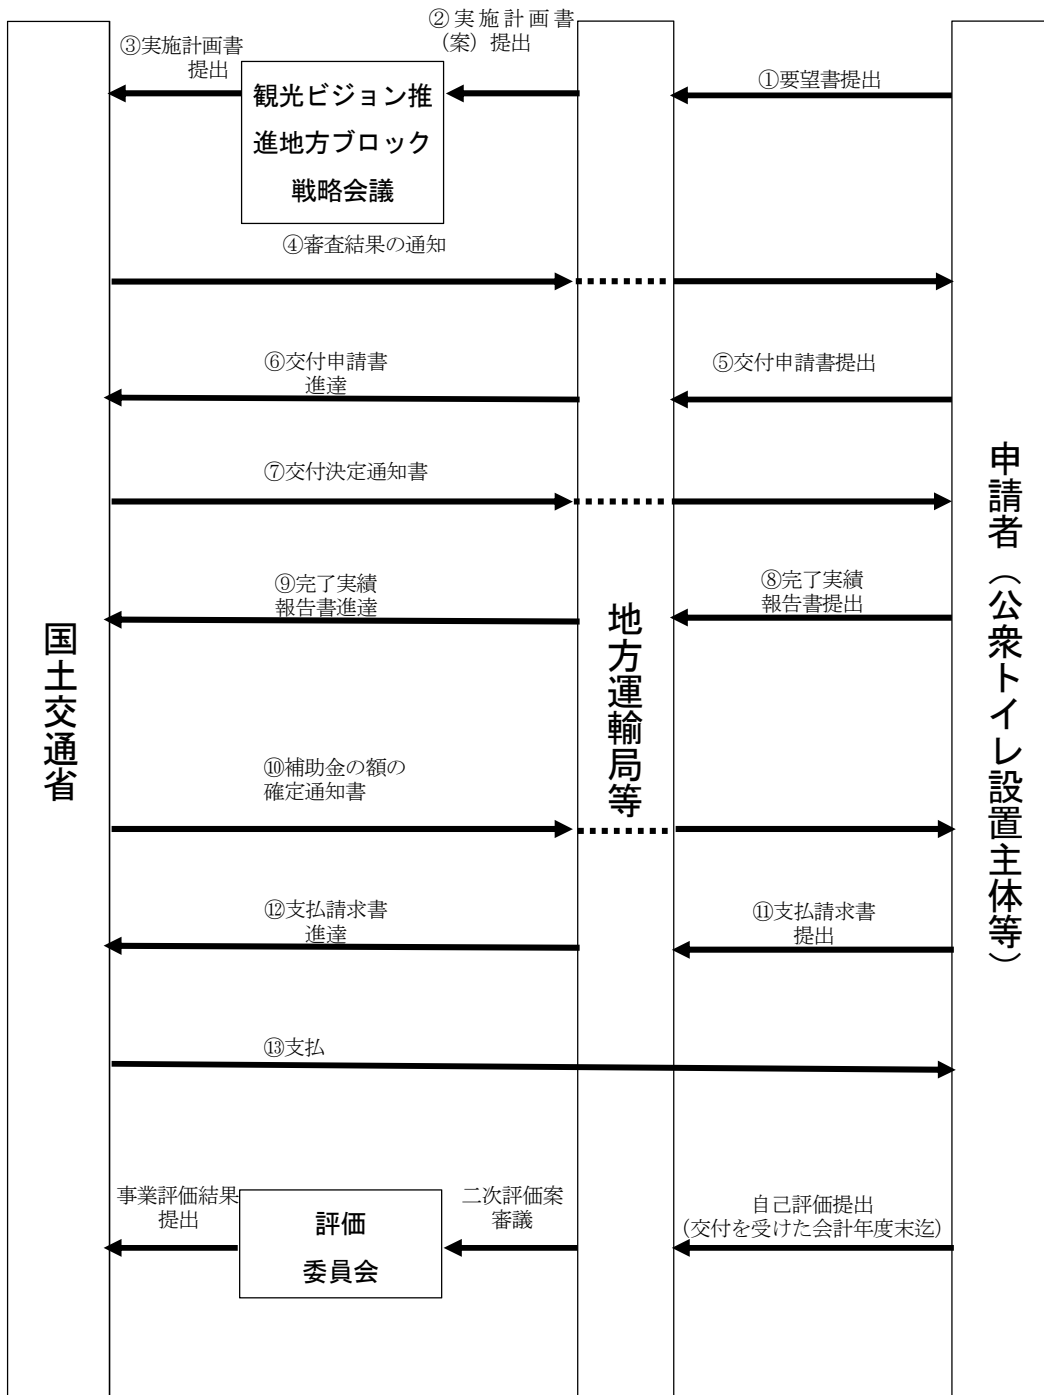 ②実施計画書
（案）提出
③実施計画書
提出
①要望書提出
観光ビジョン推
進地方ブロック
戦略会議
④審査結果の通知
⑥交付申請書
進達
⑤交付申請書提出
⑦交付決定通知書
⑨完了実績
報告書進達
⑧完了実績
報告書提出
国土交通省
地方運輸局等
申請者（公衆トイレ設置主体等）
⑩補助金の額の
確定通知書
⑫支払請求書
進達
⑪支払請求書
提出
⑬支払
事業評価結果
提出
評価
委員会
二次評価案
審議
自己評価提出
（交付を受けた会計年度末迄）